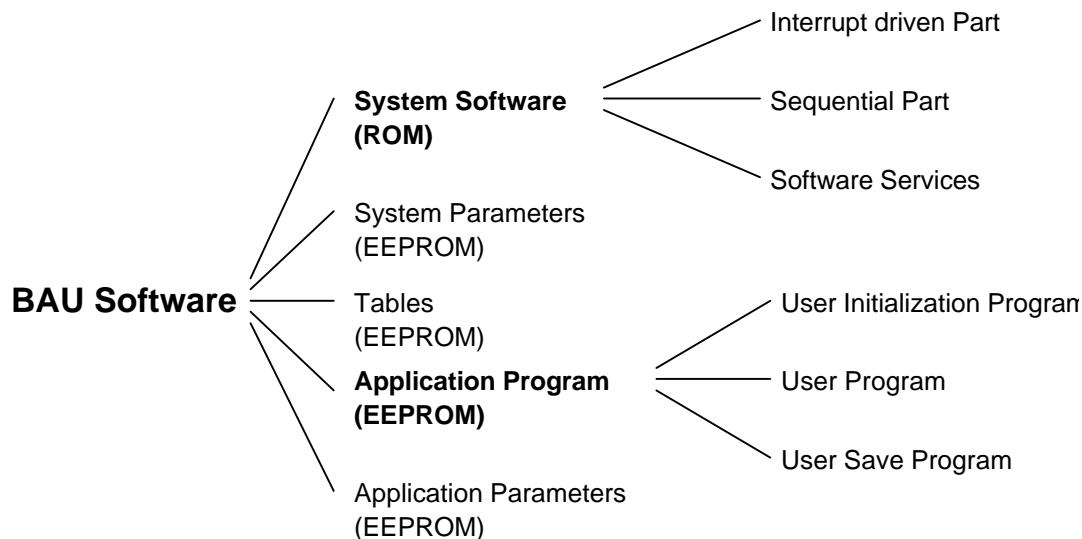 Interrupt driven Part
System Software
(ROM)
Sequential Part
Software Services
System Parameters
(EEPROM)
BAU Software
Tables
(EEPROM)
User Initialization Program
Application Program
(EEPROM)
User Program
User Save Program
Application Parameters
(EEPROM)